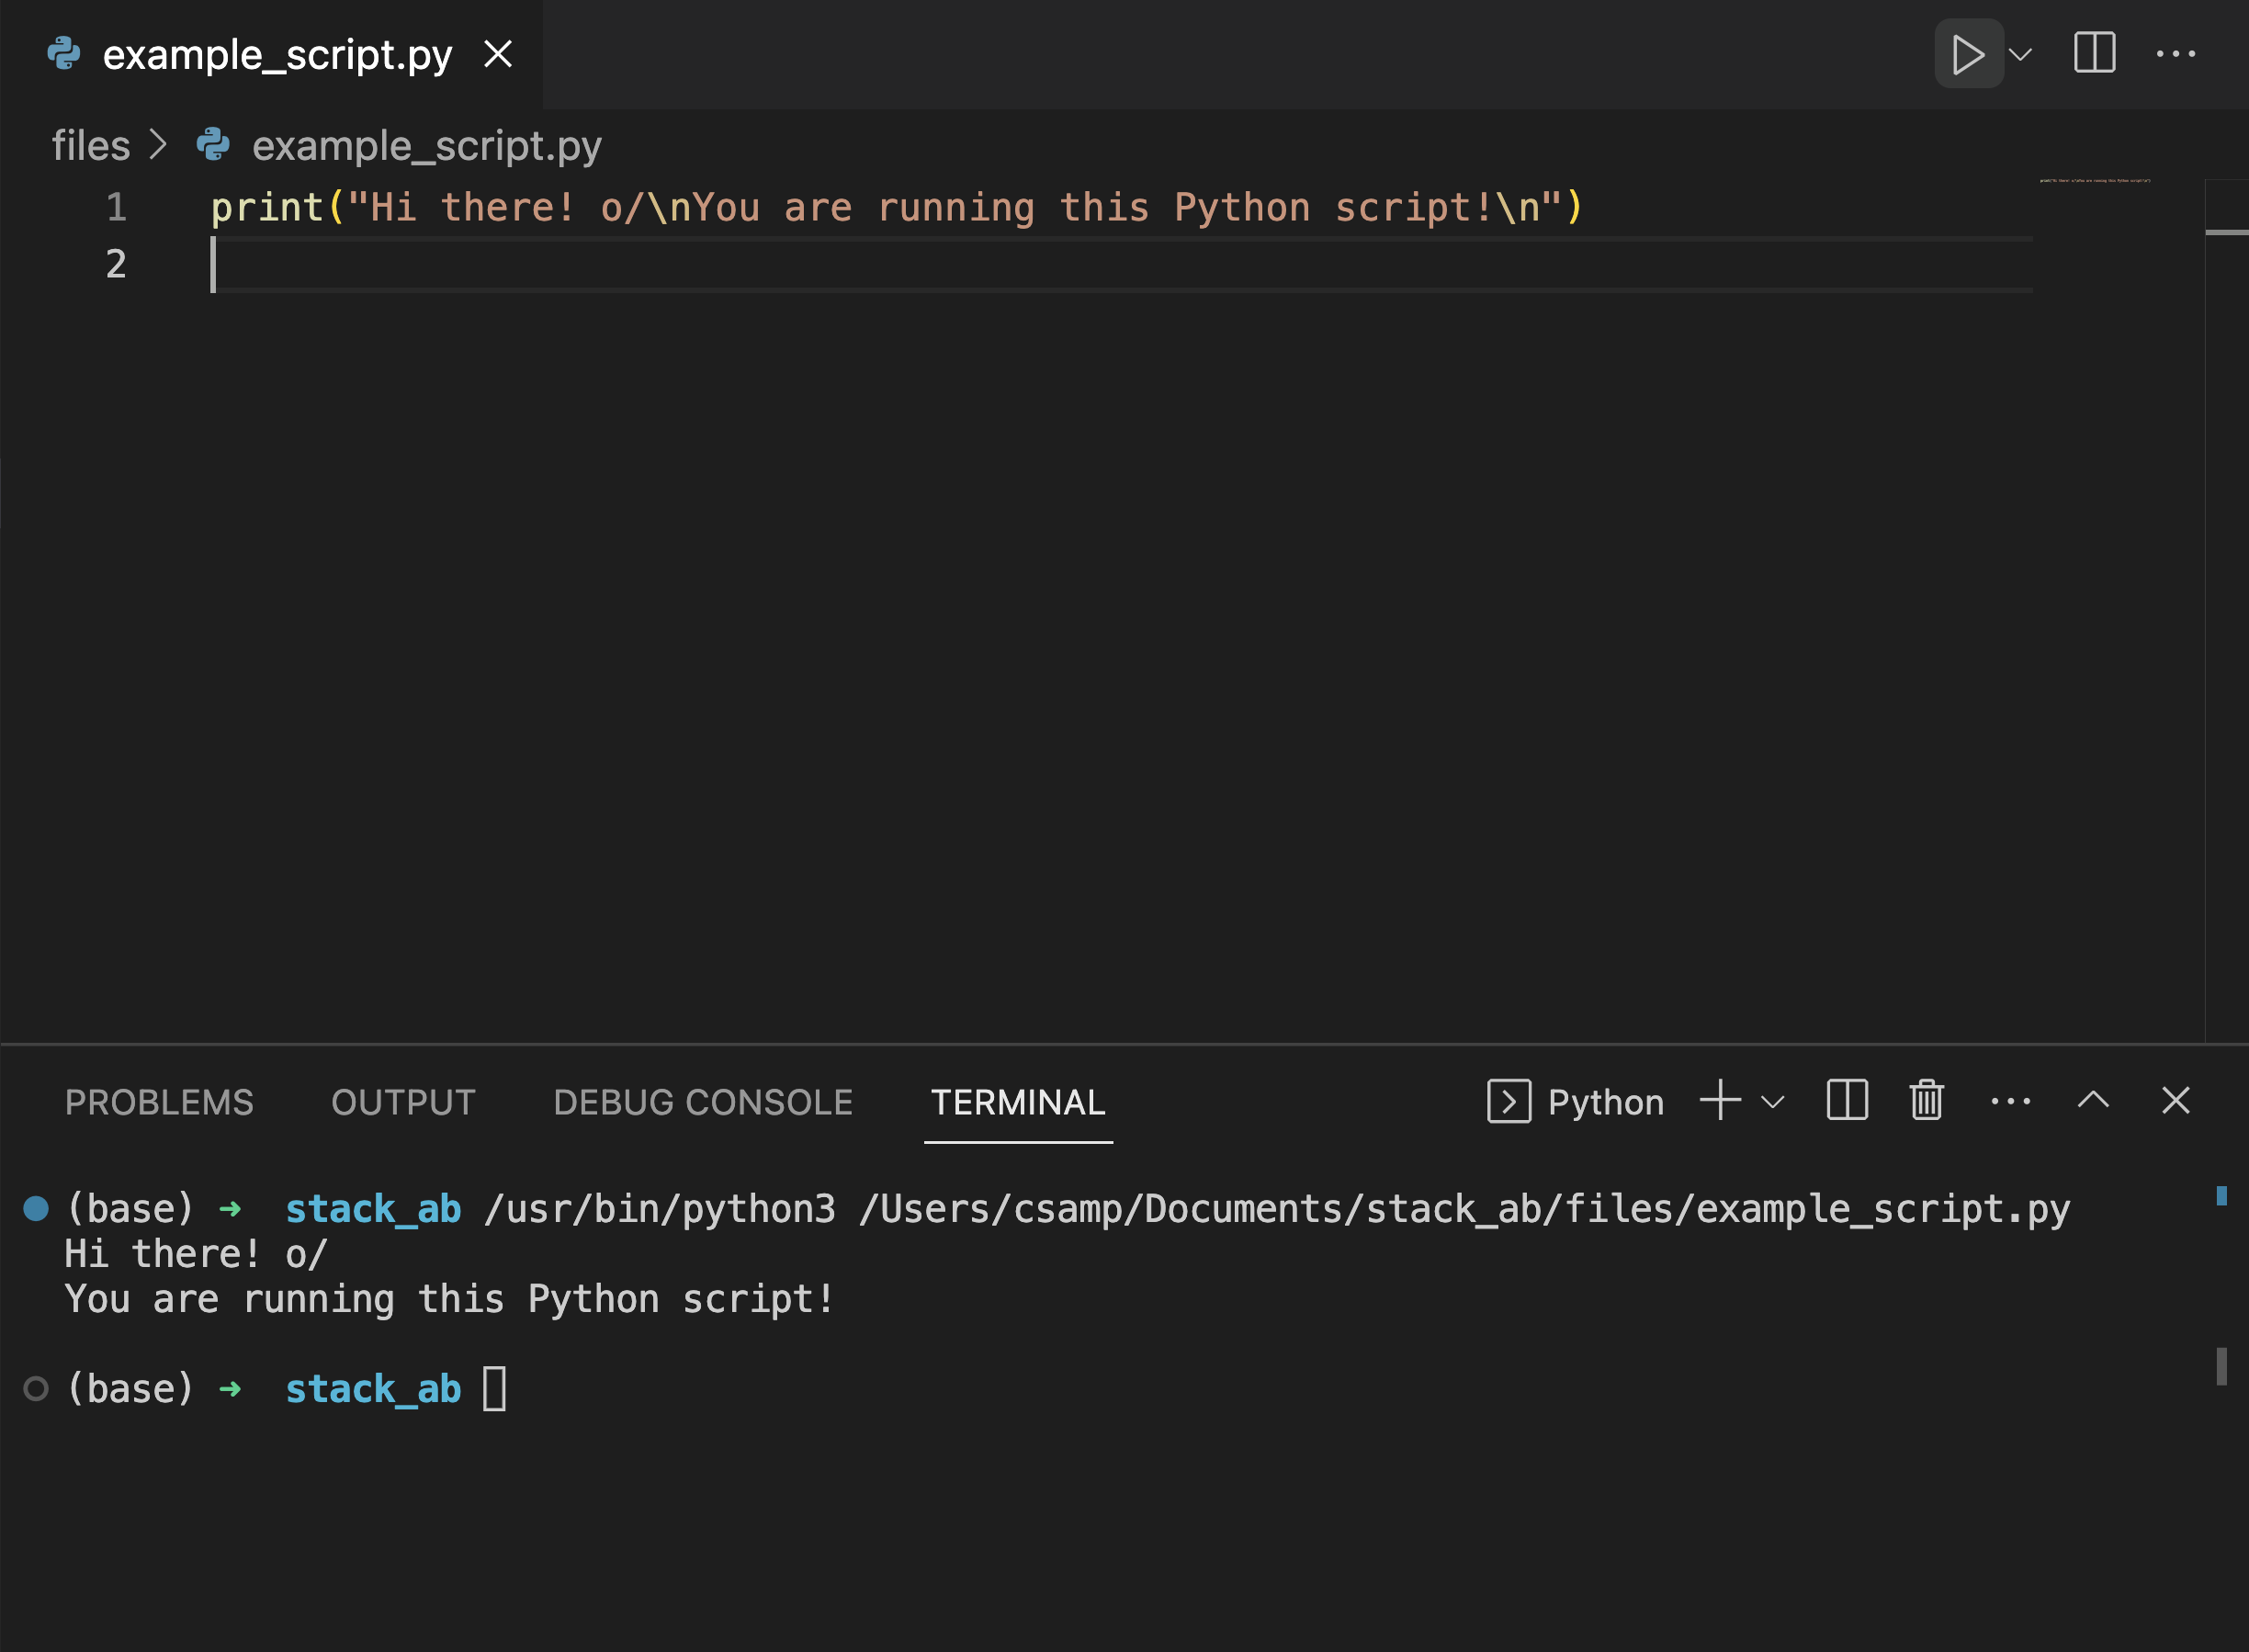 example_script.py
files > example_script.py
1 print("Hi there! o/\nYou are running this Python script!\n")
2
PROBLEMS OUTPUT DEBUG CONSOLE TERMINAL Python
(base) ➜ stack_ab /usr/bin/python3 /Users/csamp/Documents/stack_ab/files/example_script.py
Hi there! o/
You are running this Python script!
(base) ➜ stack_ab